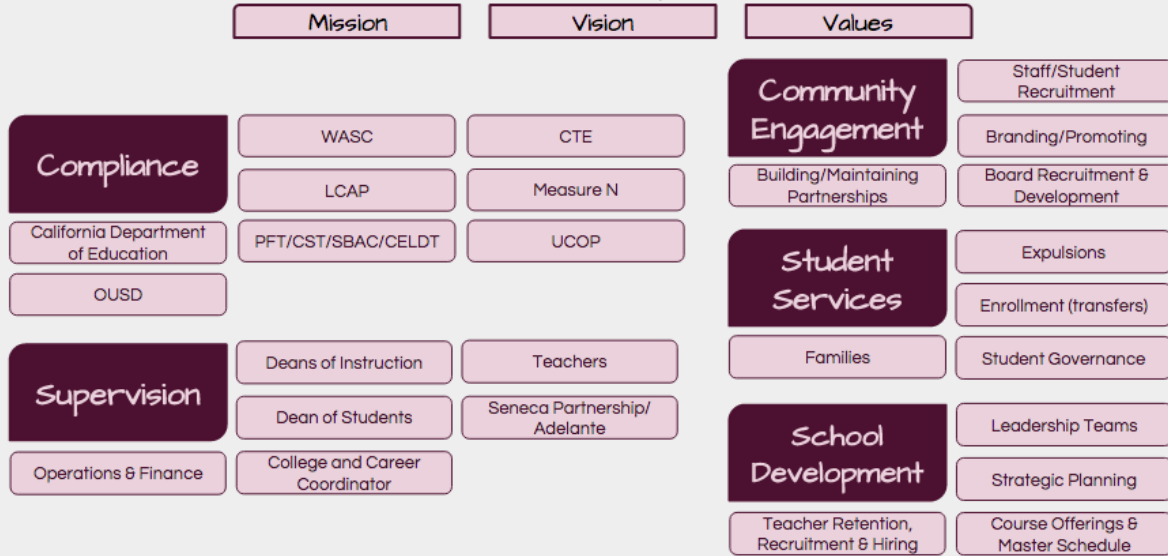 Mission
Vision
Values
Compliance
WASC
CTE
LCAP
Measure N
California Department
of Education
PFT/CST/SBAC/CELDT
UCOP
OUSD
Supervision
Deans of Instruction
Teachers
Dean of Students
Seneca Partnership/
Adelante
Operations & Finance
College and Career
Coordinator
Community
Engagement
Staff/Student
Recruitment
Branding/Promoting
Building/Maintaining
Partnerships
Board Recruitment &
Development
Student
Services
Expulsions
Enrollment (transfers)
Families
Student Governance
School
Development
Leadership Teams
Strategic Planning
Teacher Retention,
Recruitment & Hiring
Course Offerings &
Master Schedule